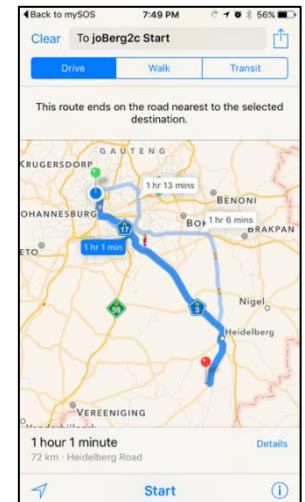 Back to mySOS 7:49 PM 56%
Clear To joBerg2c Start
Drive Walk Transit
This route ends on the road nearest to the selected
destination.
GAUTENG
KRUGERSDORP
1 hr 13 mins
BENONI
OHANNESBURG
BOK
1 hr 6 mins
BRAKPAN
17
1 hr 1 min
ETO
59
3
Nigel
Heidelberg
VEREENIGING
1 hour 1 minute
Details
72 km · Heidelberg Road
Start